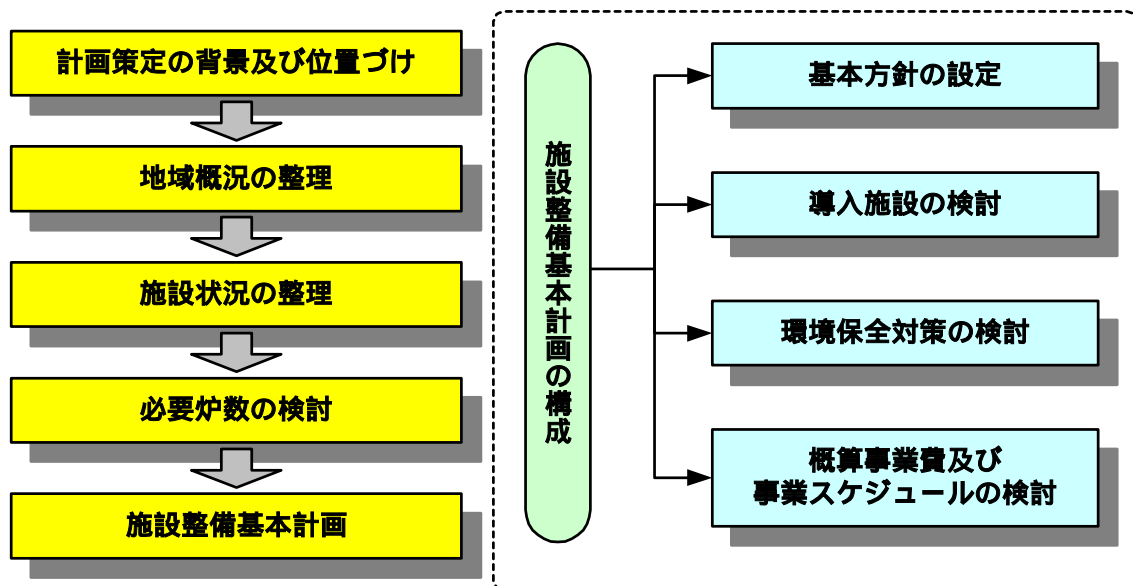 計画策定の背景及び位置づけ
地域概況の整理
施設状況の整理
必要炉数の検討
施設整備基本計画
施設整備基本計画の構成
基本方針の設定
導入施設の検討
環境保全対策の検討
概算事業費及び
事業スケジュールの検討